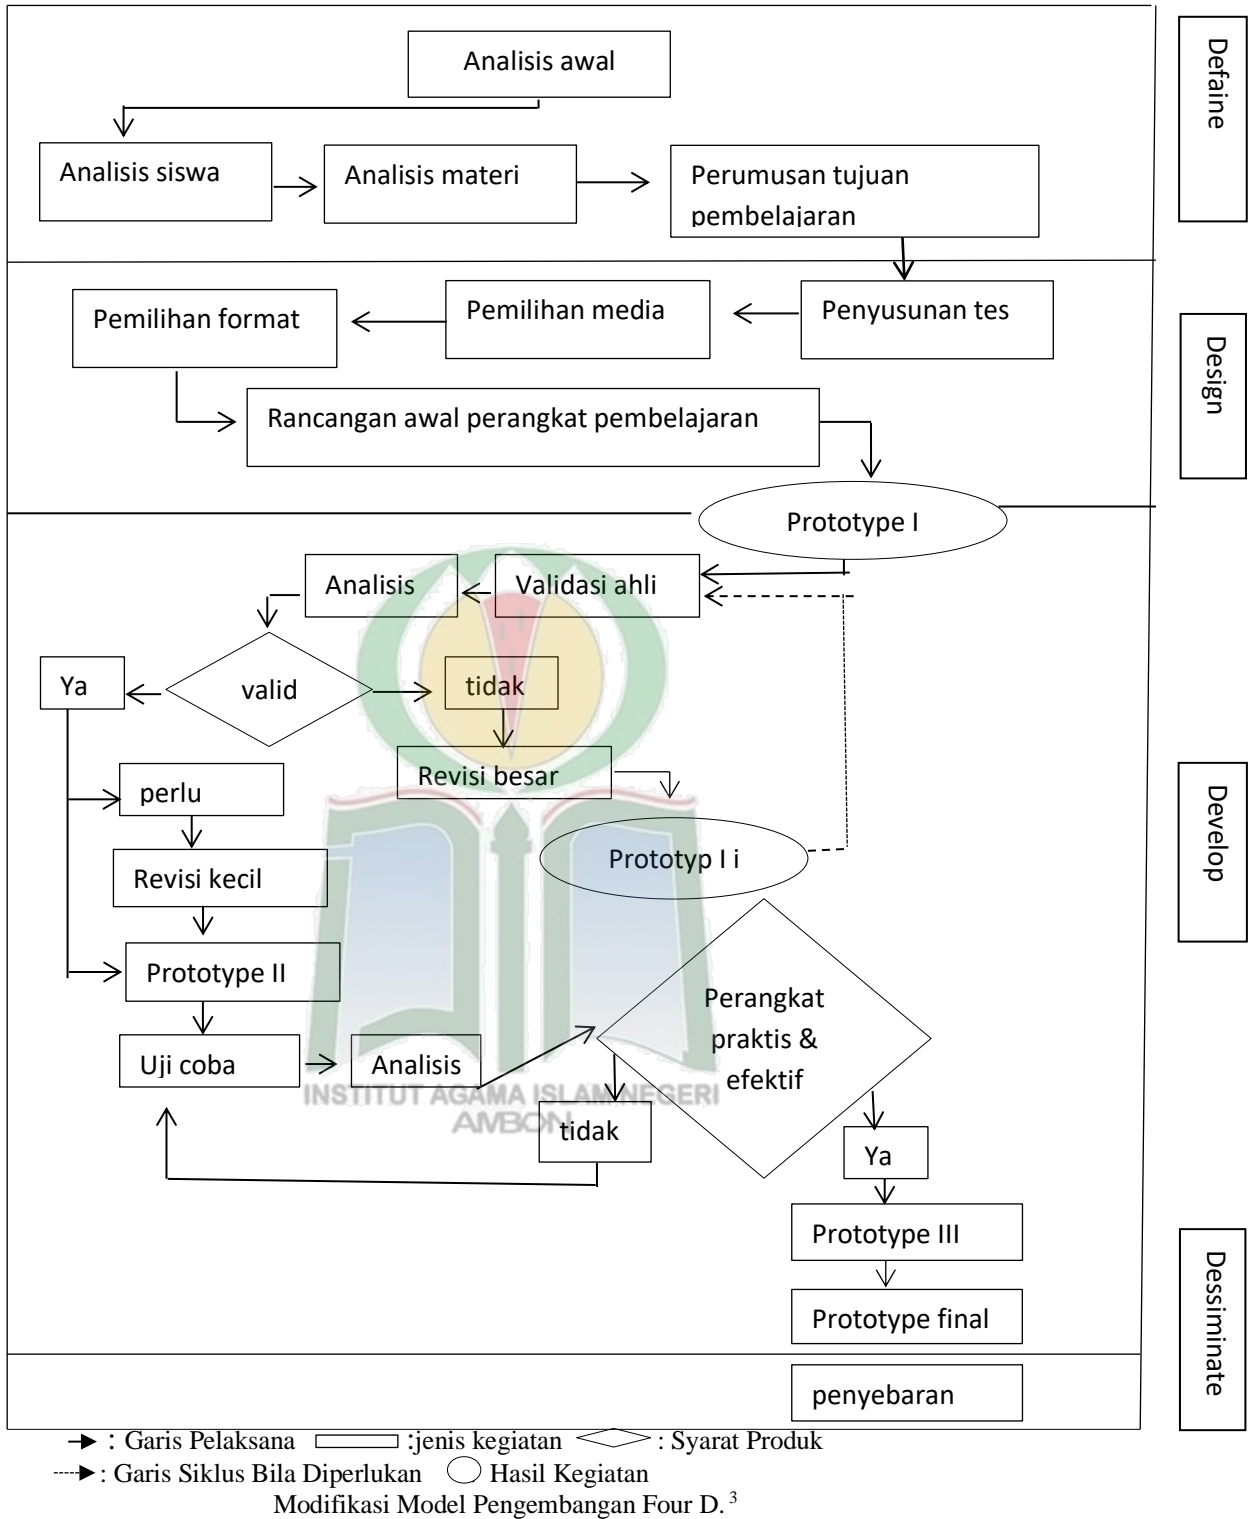 Analisis awal
Defaine
Analisis siswa
Analisis materi
Perumusan tujuan
pembelajaran
Pemilihan format
Pemilihan media
Penyusunan tes
Design
Rancangan awal perangkat pembelajaran
Prototype I
Analisis
Validasi ahli
Ya
valid
tidak
Revisi besar
perlu
Develop
Prototyp I i
Revisi kecil
Prototype II
Perangkat
praktis &
efektif
Uji coba
Analisis
INSTITUT AGAMA ISLAM NEGERI
AMBON
tidak
Ya
Prototype III
Prototype final
Dessiminate
penyebaran
: Garis Pelaksana :jenis kegiatan : Syarat Produk
: Garis Siklus Bila Diperlukan Hasil Kegiatan
Modifikasi Model Pengembangan Four D. 3